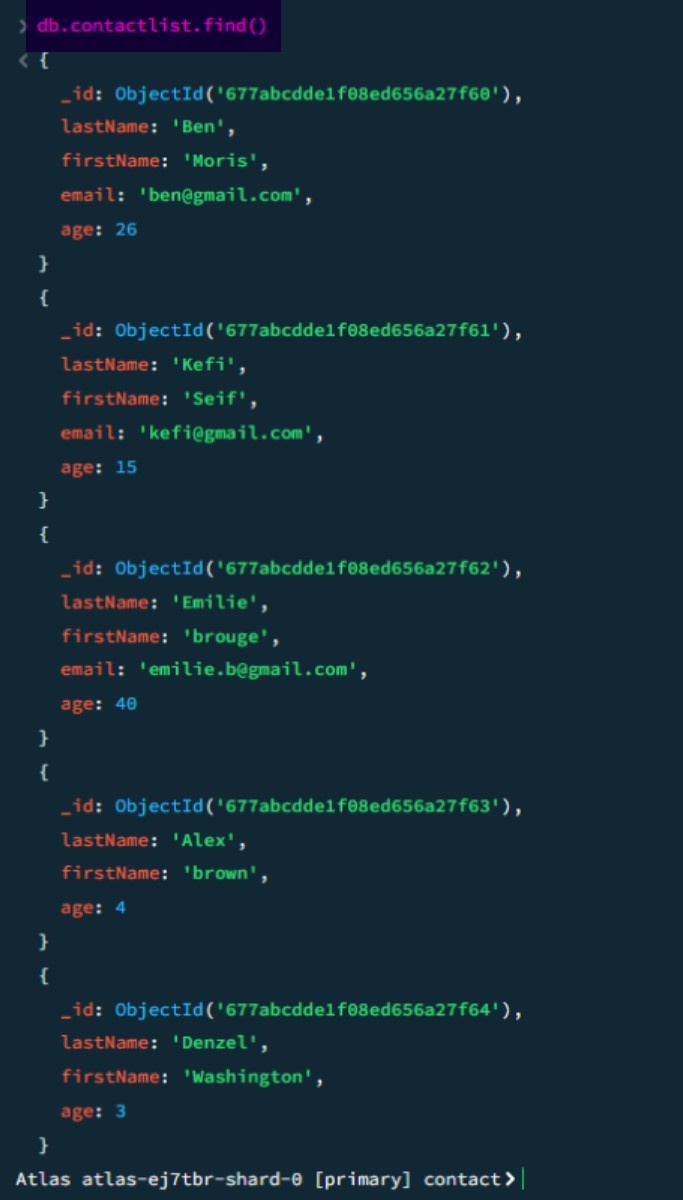 > db.contactlist.find()
< {
_id: ObjectId('677abcdde1f08ed656a27f60'),
lastName: 'Ben',
firstName: 'Moris',
email: 'ben@gmail.com',
age: 26
}
{
_id: ObjectId('677abcdde1f08ed656a27f61'),
lastName: 'Kefi',
firstName: 'Seif',
email: 'kefi@gmail.com',
age: 15
}
{
_id: ObjectId('677abcdde1f08ed656a27f62'),
lastName: 'Emilie',
firstName: 'brouge',
email: 'emilie.b@gmail.com',
age: 40
}
{
_id: ObjectId('677abcdde1f08ed656a27f63'),
lastName: 'Alex',
firstName: 'brown',
age: 4
}
{
_id: ObjectId('677abcdde1f08ed656a27f64'),
lastName: 'Denzel',
firstName: 'Washington',
age: 3
}
Atlas atlas-ej7tbr-shard-0 [primary] contact>